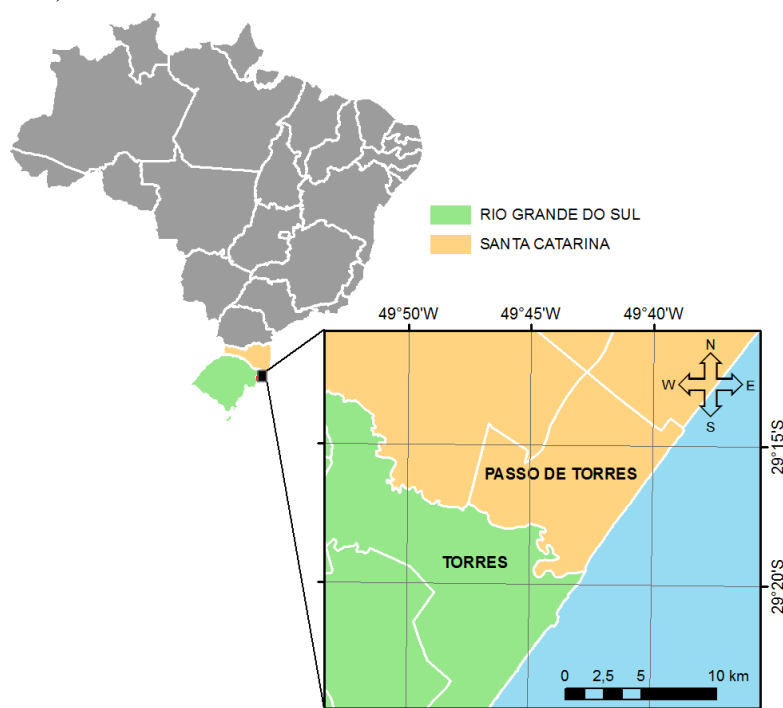 RIO GRANDE DO SUL
SANTA CATARINA
49°50'W 49°45'W 49°40'W
N
W E
S
29°15'S
PASSO DE TORRES
TORRES
29°20'S
0 2,5 5 10 km